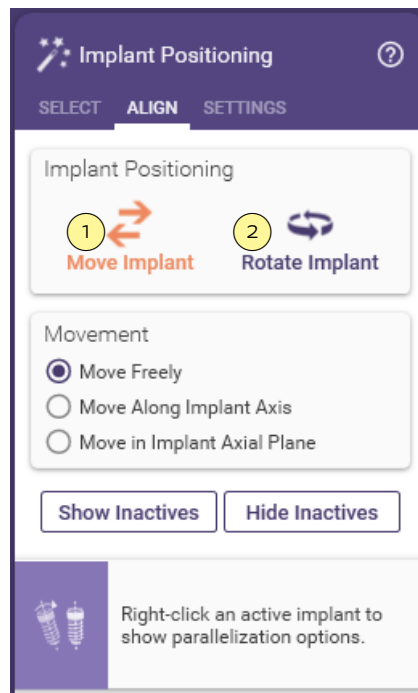 Implant Positioning ?
SELECT ALIGN SETTINGS
Implant Positioning
1 2
Move Implant Rotate Implant
Movement
Move Freely
Move Along Implant Axis
Move in Implant Axial Plane
Show Inactives Hide Inactives
Right-click an active implant to
show parallelization options.